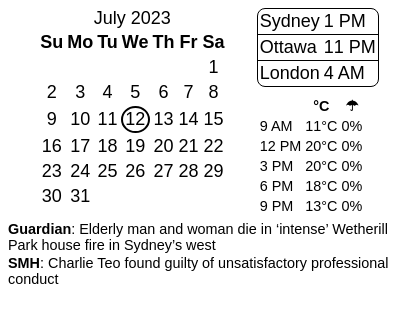 July 2023
Su Mo Tu We Th Fr Sa
1
2 3 4 5 6 7 8
9 10 11 12 13 14 15
16 17 18 19 20 21 22
23 24 25 26 27 28 29
30 31
Sydney 1 PM
Ottawa 11 PM
London 4 AM
°C ☂
9 AM 11°C 0%
12 PM 20°C 0%
3 PM 20°C 0%
6 PM 18°C 0%
9 PM 13°C 0%
Guardian: Elderly man and woman die in ‘intense’ Wetherill
Park house fire in Sydney’s west
SMH: Charlie Teo found guilty of unsatisfactory professional
conduct